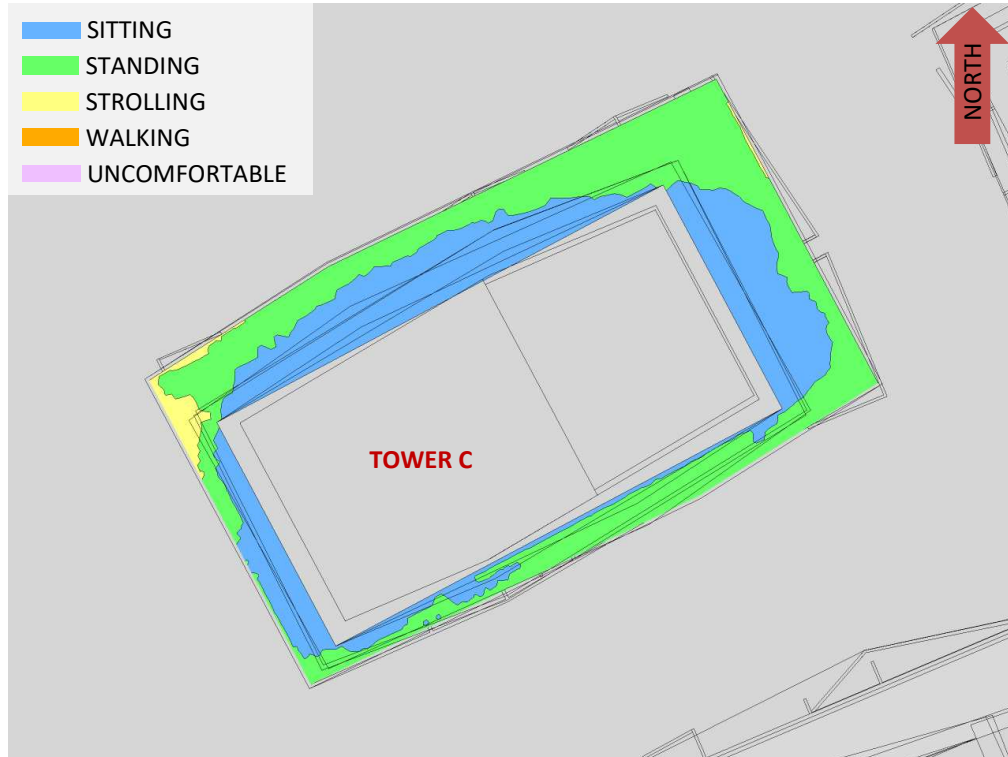 SITTING
STANDING
STROLLING
WALKING
UNCOMFORTABLE
NORTH
TOWER C